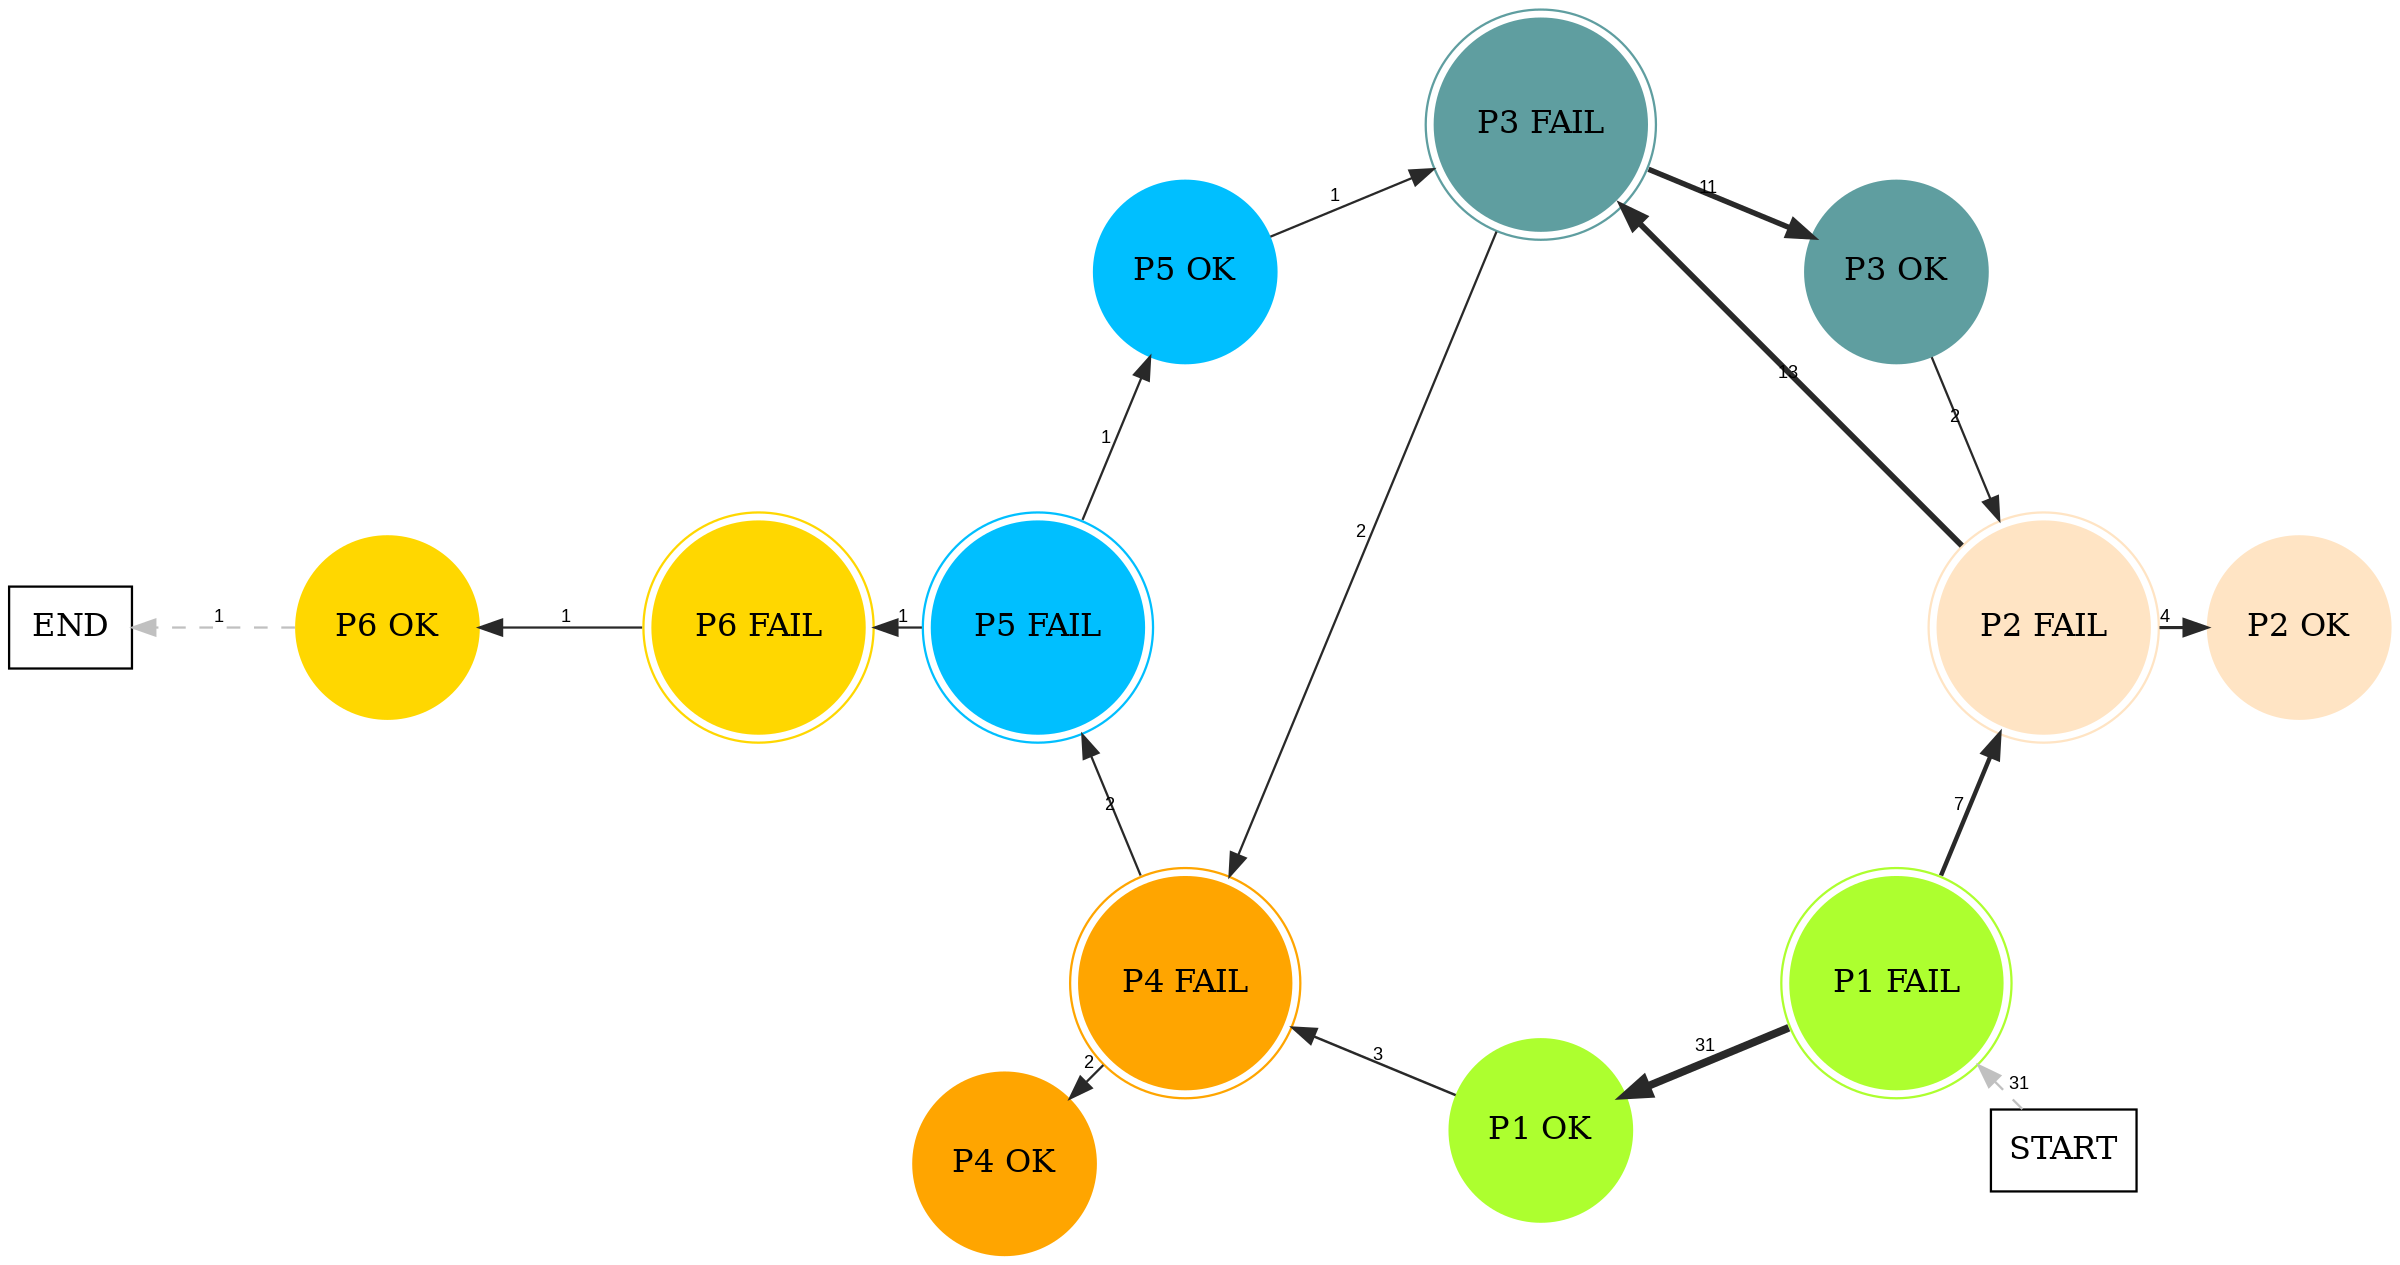 P3 FAIL
11
1
P5 OK
P3 OK
13
2
1
2
END
1
P6 OK
1
P6 FAIL
1
P5 FAIL
P2 FAIL
4
P2 OK
2
7
P4 FAIL
P1 FAIL
31
3
2
31
P1 OK
START
P4 OK